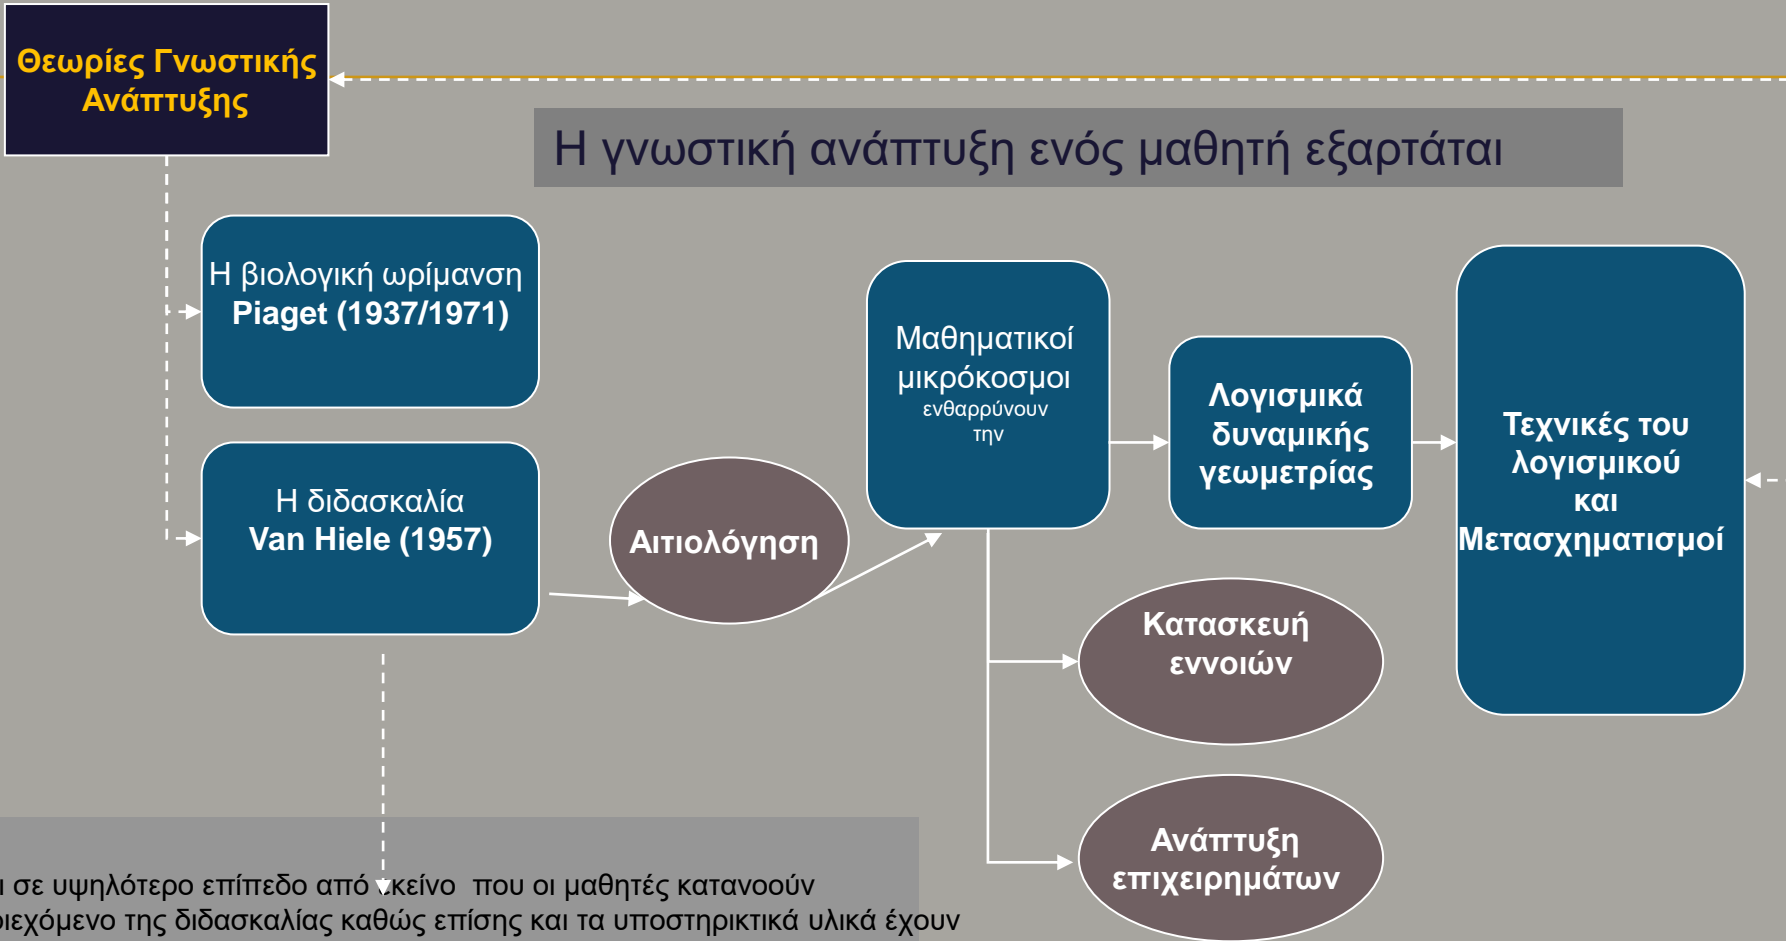 Θεωρίες Γνωστικής
Ανάπτυξης
Η γνωστική ανάπτυξη ενός μαθητή εξαρτάται
Η βιολογική ωρίμανση
Piaget (1937/1971)
Η διδασκαλία
Van Hiele (1957)
Αιτιολόγηση
Μαθηματικοί
μικρόκοσμοι
ενθαρρύνουν
την
Λογισμικά
δυναμικής
γεωμετρίας
Τεχνικές του
λογισμικού
και
Μετασχηματισμοί
Κατασκευή
εννοιών
Ανάπτυξη
επιχειρημάτων
σε υψηλότερο επίπεδο από εκείνο που οι μαθητές κατανοούν
της διδασκαλίας καθώς επίσης και τα υποστηρικτικά υλικά έχουν